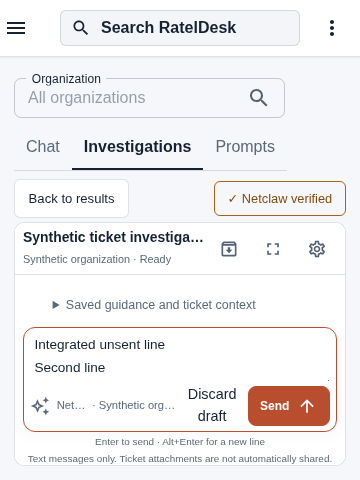 Search RatelDesk
Organization
All organizations
Chat Investigations Prompts
Back to results ✓ Netclaw verified
Synthetic ticket investiga…
Synthetic organization · Ready
▶ Saved guidance and ticket context
Integrated unsent line
Second line
Net… · Synthetic org… Discard draft Send
Enter to send · Alt+Enter for a new line
Text messages only. Ticket attachments are not automatically shared.